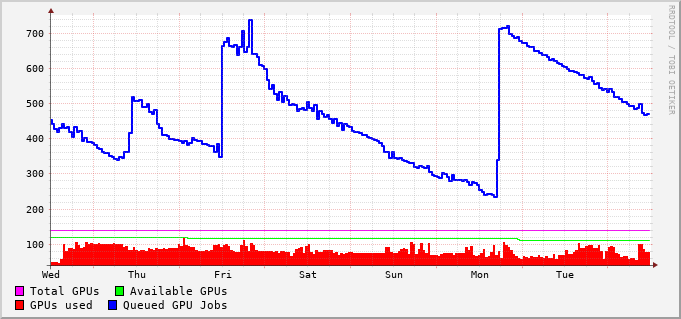 700
600
500
400
300
200
100
Wed Thu Fri Sat Sun Mon Tue
Total GPUs Available GPUs
GPUs used Queued GPU Jobs
RRDTOOL / TOBI OETIKER